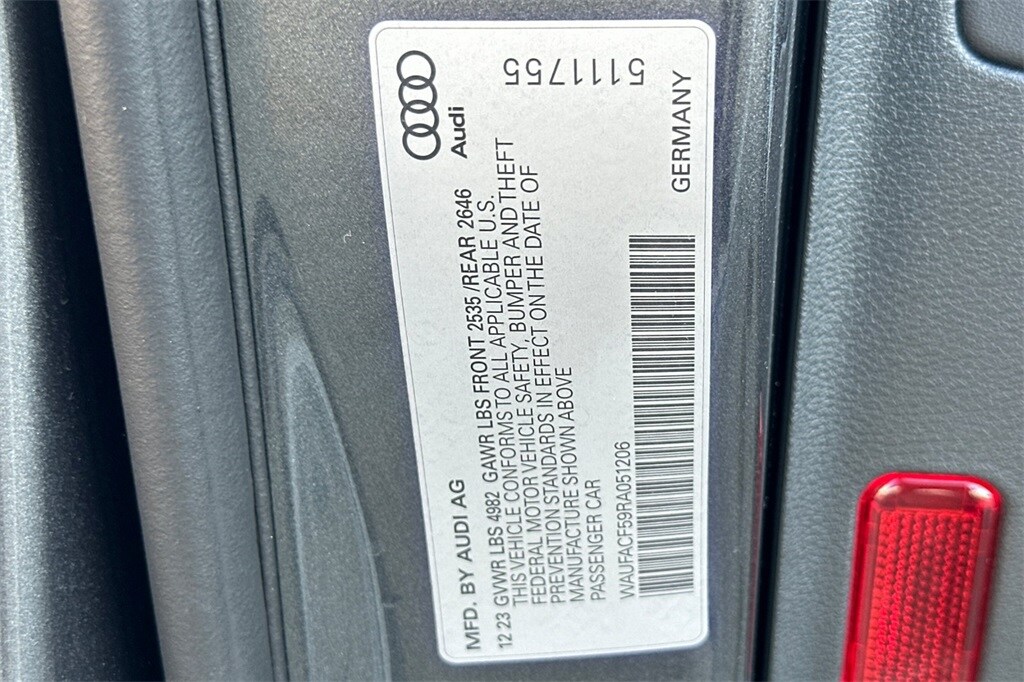 MFD. BY AUDI AG
Audi
12 23 GVWR LBS 4982 GAWR LBS FRONT 2535 /REAR 2646
THIS VEHICLE CONFORMS TO ALL APPLICABLE U.S.
FEDERAL MOTOR VEHICLE SAFETY, BUMPER AND THEFT
PREVENTION STANDARDS IN EFFECT ON THE DATE OF
MANUFACTURE SHOWN ABOVE
PASSENGER CAR
5111755
WAUFACF59RA051206
GERMANY